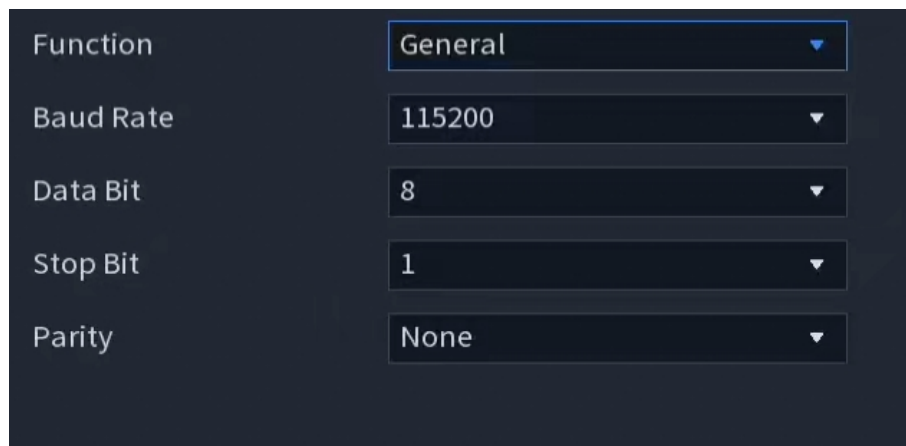 Function General
Baud Rate 115200
Data Bit 8
Stop Bit 1
Parity None